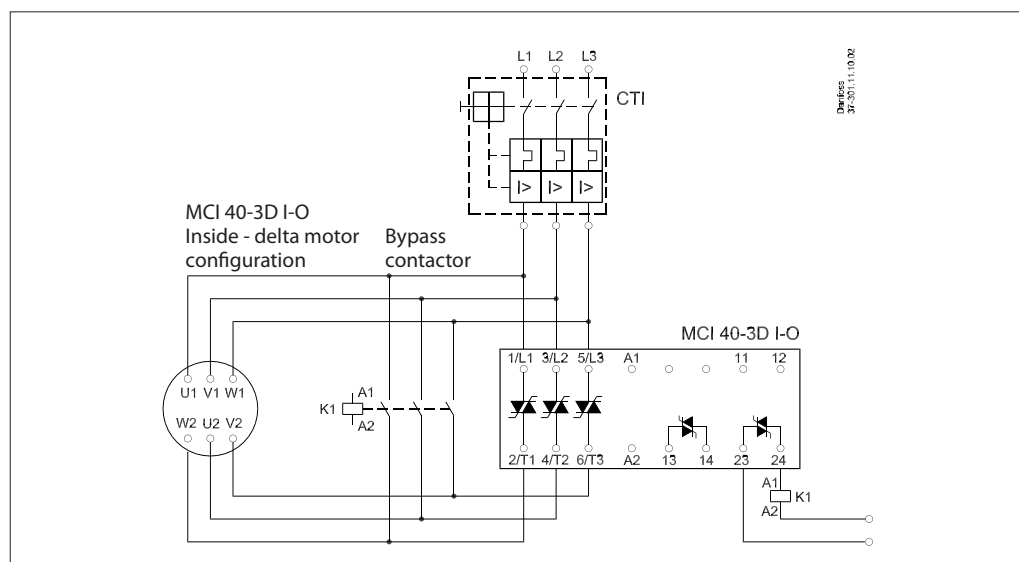 L1 L2 L3
CTI
Danfoss
37-301.11.10.02
I> I> I>
MCI 40-3D I-O
Inside - delta motor
configuration
Bypass
contactor
MCI 40-3D I-O
1/L1 3/L2 5/L3 A1 11 12
U1 V1 W1
W2 U2 V2
A1
K1
A2
2/T1 4/T2 6/T3 A2 13 14 23 24
A1
K1
A2